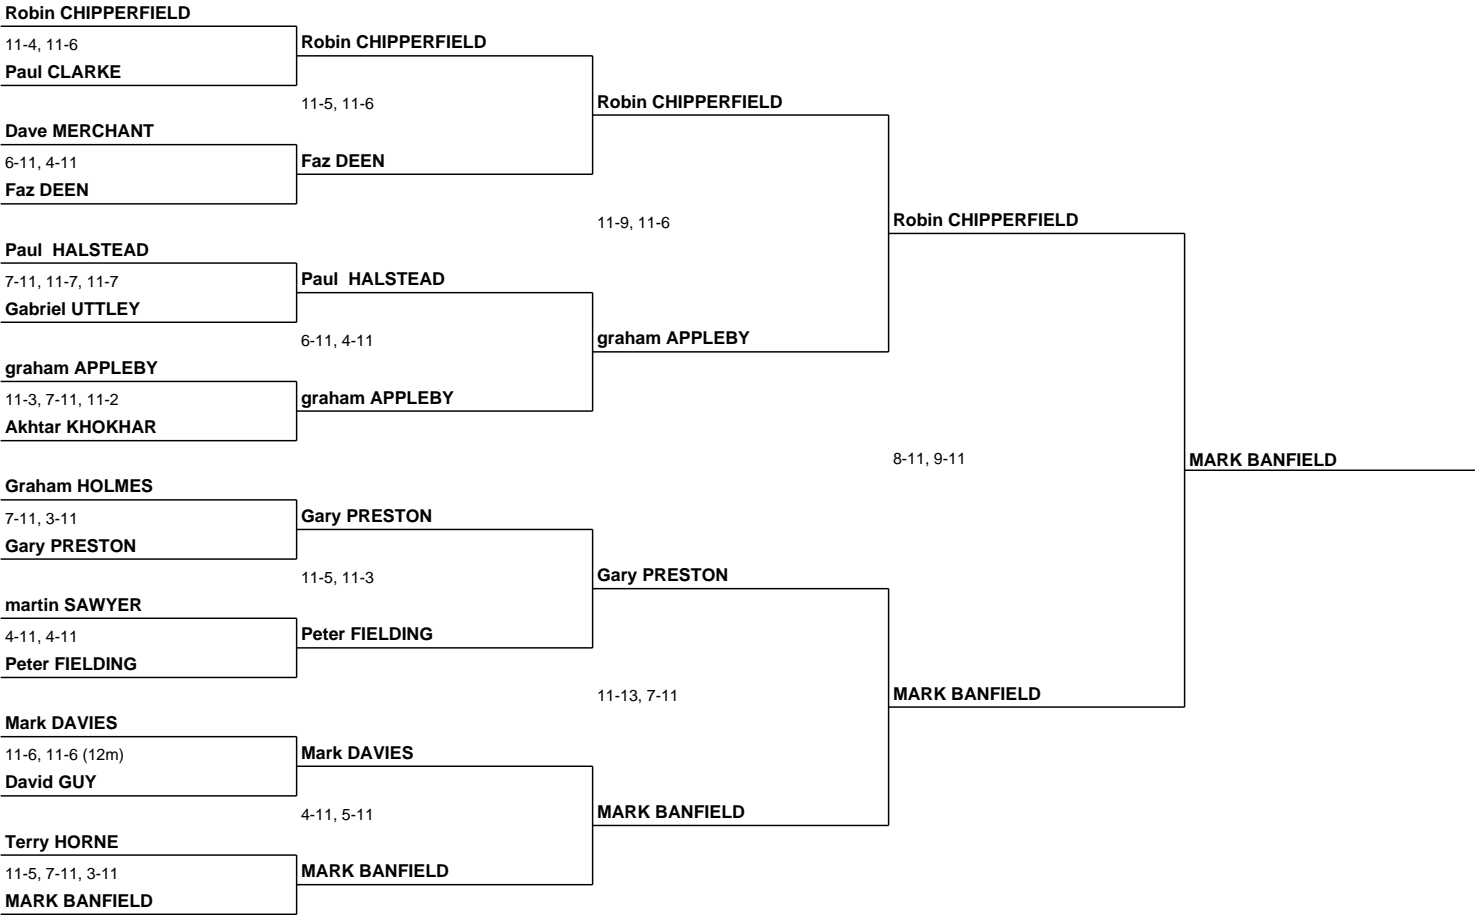 Robin CHIPPERFIELD
11-4, 11-6
Paul CLARKE
Dave MERCHANT
6-11, 4-11
Faz DEEN
Paul  HALSTEAD
7-11, 11-7, 11-7
Gabriel UTTLEY
graham APPLEBY
11-3, 7-11, 11-2
Akhtar KHOKHAR
Graham HOLMES
7-11, 3-11
Gary PRESTON
martin SAWYER
4-11, 4-11
Peter FIELDING
Mark DAVIES
11-6, 11-6 (12m)
David GUY
Terry HORNE
11-5, 7-11, 3-11
MARK BANFIELD
Robin CHIPPERFIELD
11-5, 11-6
Faz DEEN
Paul  HALSTEAD
6-11, 4-11
graham APPLEBY
Gary PRESTON
11-5, 11-3
Peter FIELDING
Mark DAVIES
4-11, 5-11
MARK BANFIELD
Robin CHIPPERFIELD
11-9, 11-6
graham APPLEBY
Gary PRESTON
11-13, 7-11
MARK BANFIELD
Robin CHIPPERFIELD
8-11, 9-11
MARK BANFIELD
MARK BANFIELD